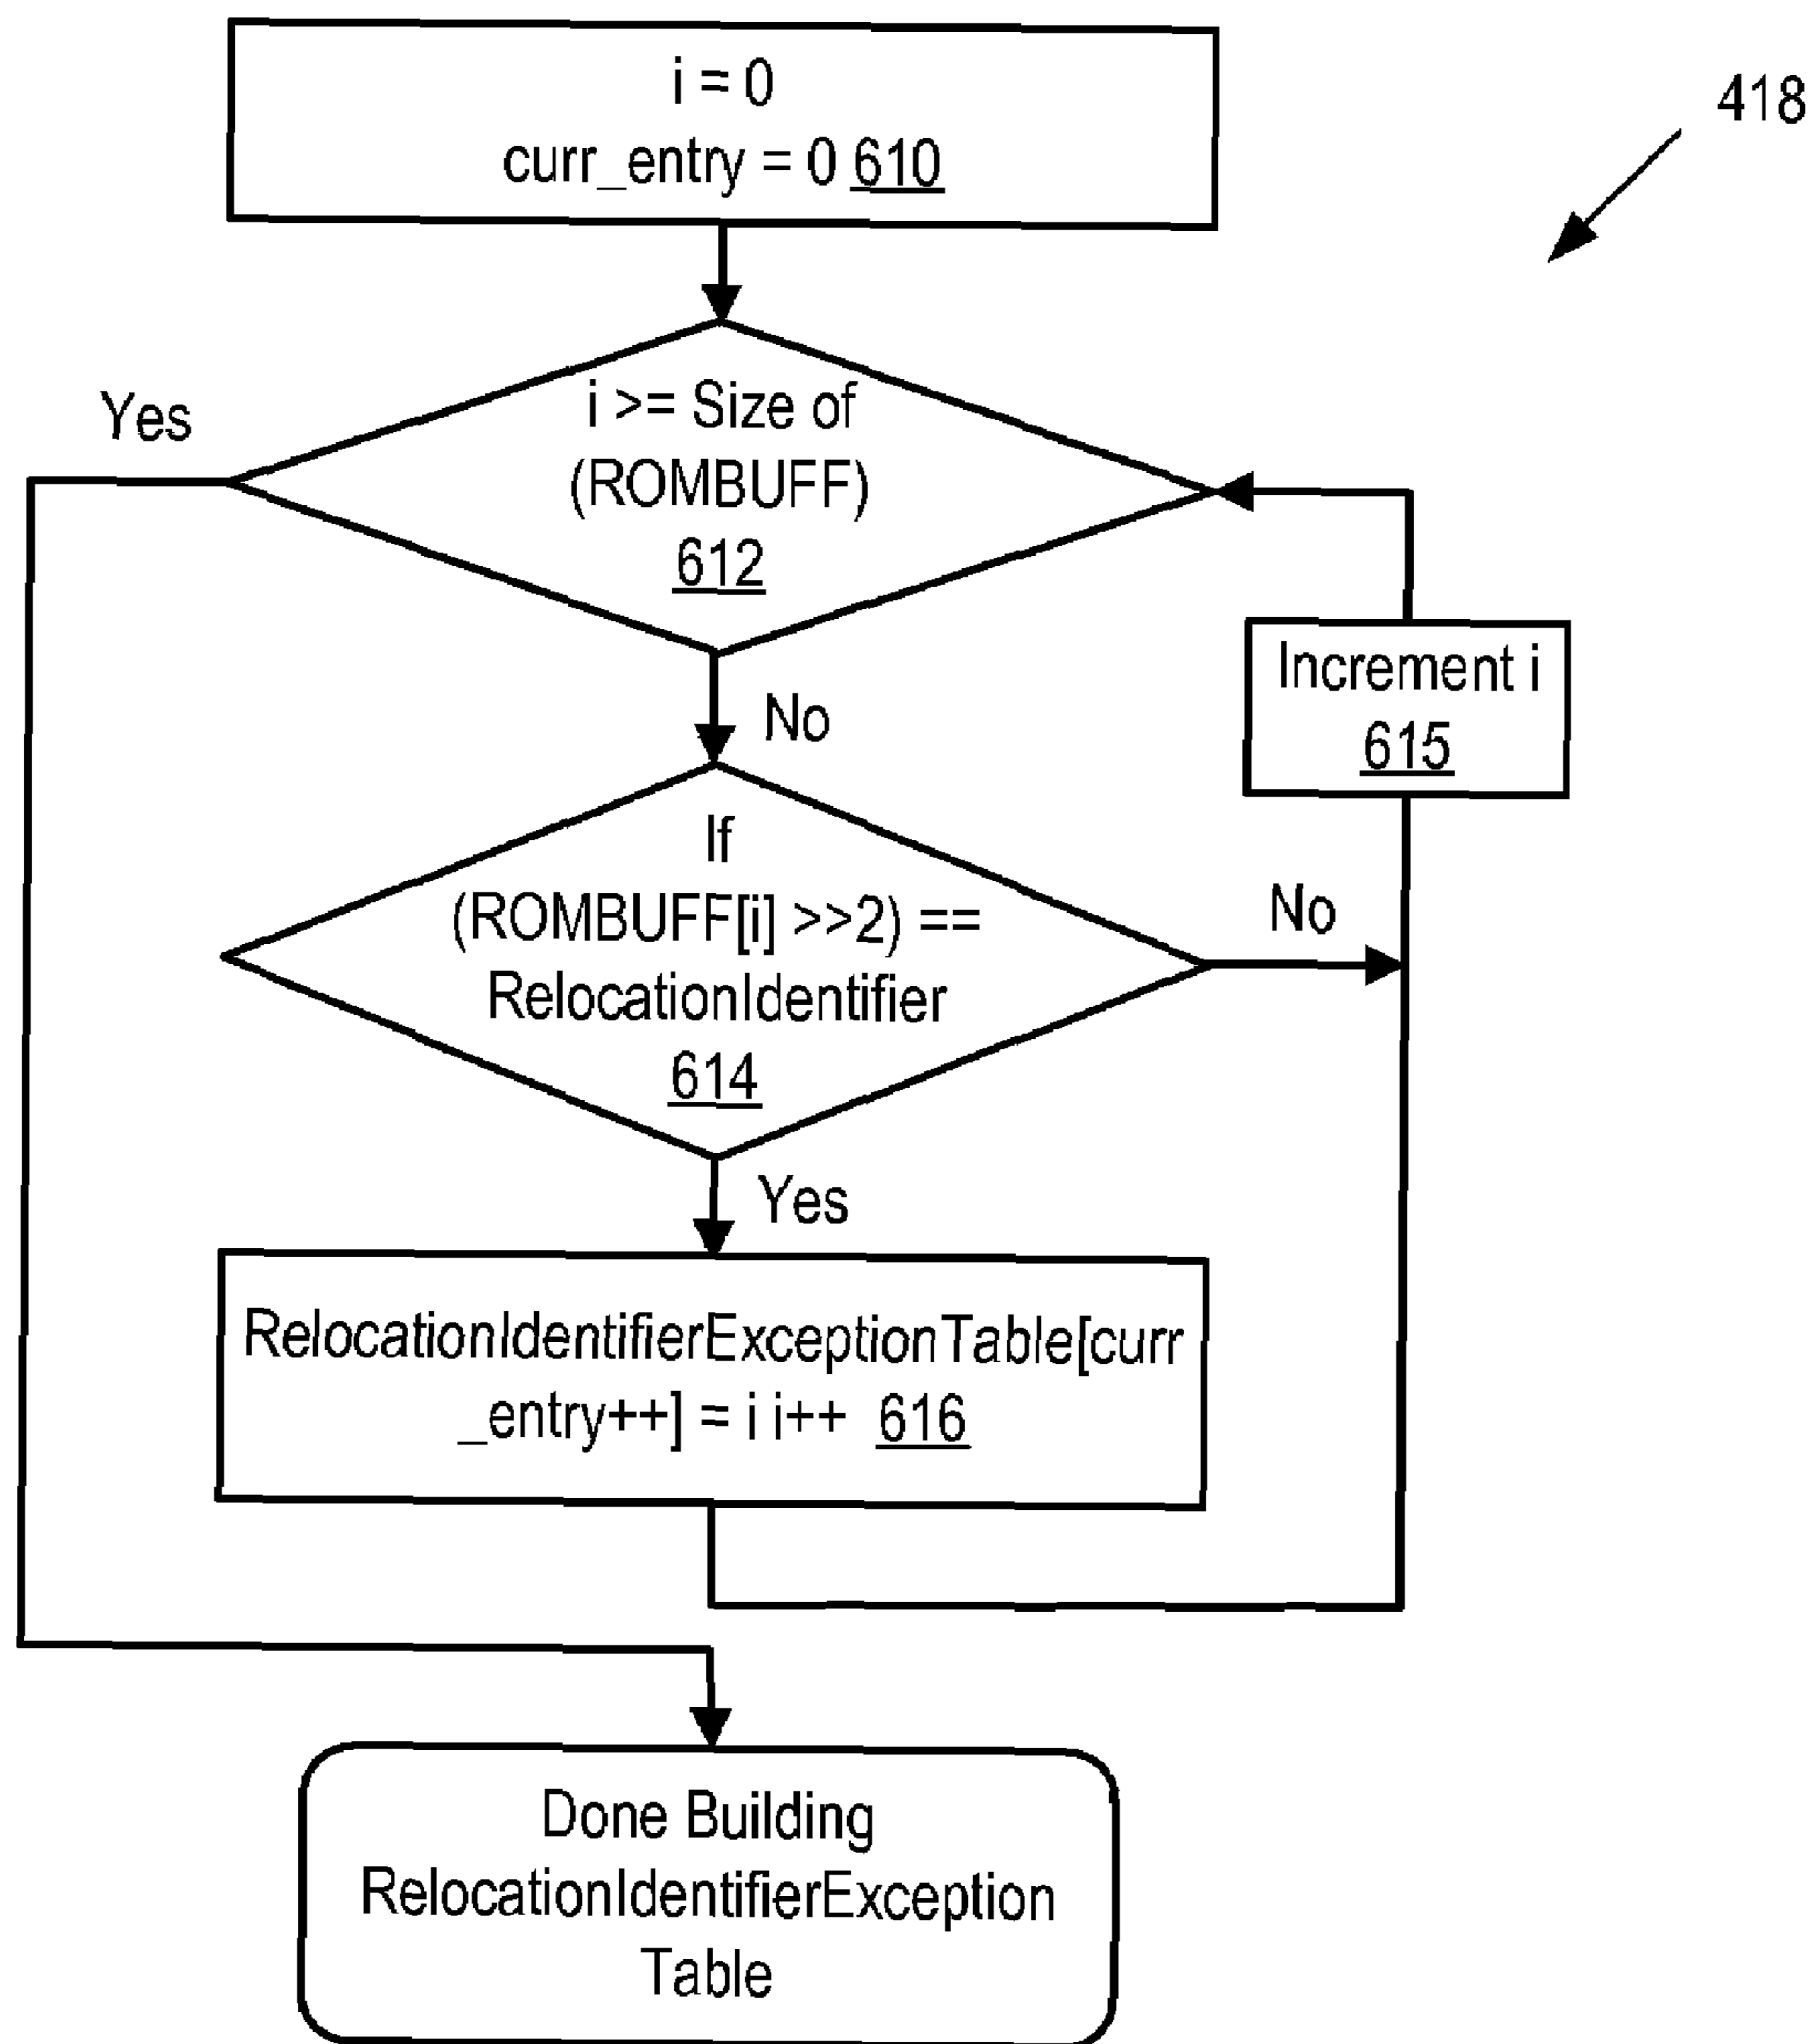 i = 0
curr_entry = 0 610
418
i >= Size of
(ROMBUFF)
612
Yes
No
Increment i
615
If
(ROMBUFF[i] >>2) ==
RelocationIdentifier
614
No
Yes
RelocationIdentifierExceptionTable[curr
_entry++] = i i++ 616
Done Building
RelocationIdentifierException
Table